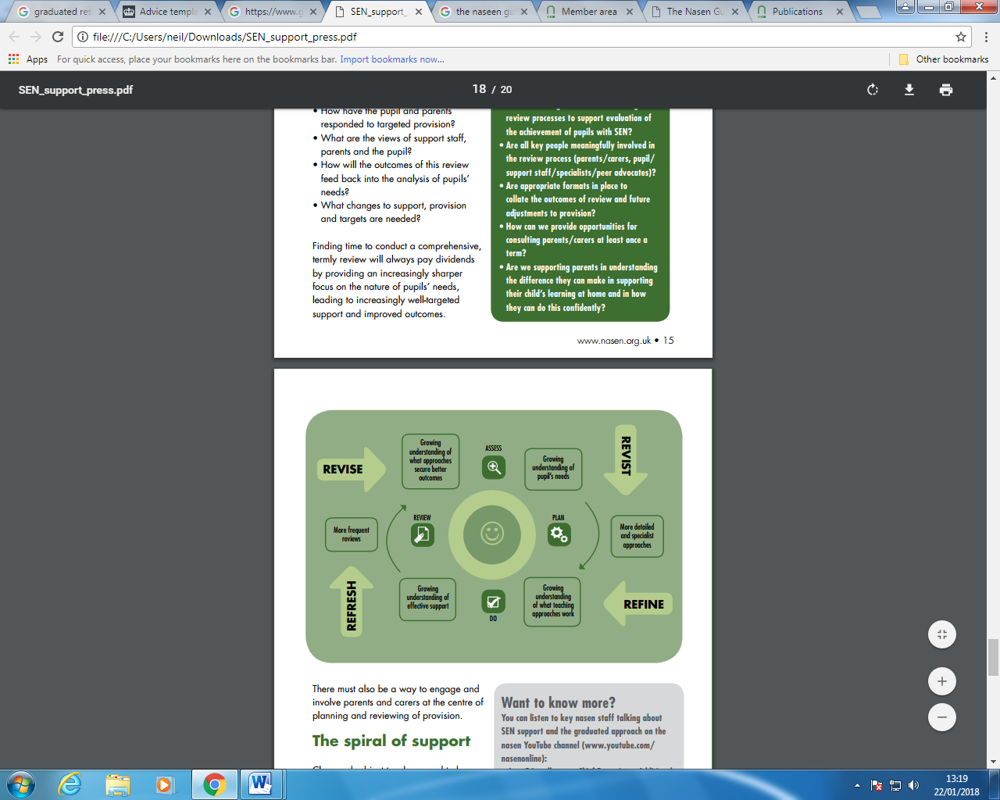 graduated res
Advice templa
https://www.g
SEN_support_
the naseen gu
Member area
The Nasen Gu
Publications
file:///C:/Users/neil/Downloads/SEN_support_press.pdf
Apps
For quick access, place your bookmarks here on the bookmarks bar. Import bookmarks now...
Other bookmarks
SEN_support_press.pdf
18 / 20
• How have the pupil and parents
responded to targeted provision?
• What are the views of support staff,
parents and the pupil?
• How will the outcomes of this review
feed back into the analysis of pupils'
needs?
• What changes to support, provision
and targets are needed?
Finding time to conduct a comprehensive,
termly review will always pay dividends
by providing an increasingly sharper
focus on the nature of pupils' needs,
leading to increasingly well-targeted
support and improved outcomes.
review processes to support evaluation of
the achievement of pupils with SEN?
• Are all key people meaningfully involved in
the review process (parents/carers, pupil/
support staff/specialists/peer advocates)?
• Are appropriate formats in place to
collate the outcomes of review and future
adjustments to provision?
• How can we provide opportunities for
consulting parents/carers at least once a
term?
• Are we supporting parents in understanding
the difference they can make in supporting
their child's learning at home and in how
they can do this confidently?
www.nasen.org.uk • 15
REVISE
Growing
understanding of
what approaches
secure better
outcomes
ASSESS
Growing
understanding of
pupil's needs
REVIST
More frequent
reviews
REVIEW
PLAN
More detailed
and specialist
approaches
REFRESH
Growing
understanding of
effective support
DO
Growing
understanding
of what teaching
approaches work
REFINE
There must also be a way to engage and
involve parents and carers at the centre of
planning and reviewing of provision.
The spiral of support
Want to know more?
You can listen to key nasen staff talking about
SEN support and the graduated approach on the
nasen YouTube channel (www.youtube.com/
nasenonline):
13:19
22/01/2018